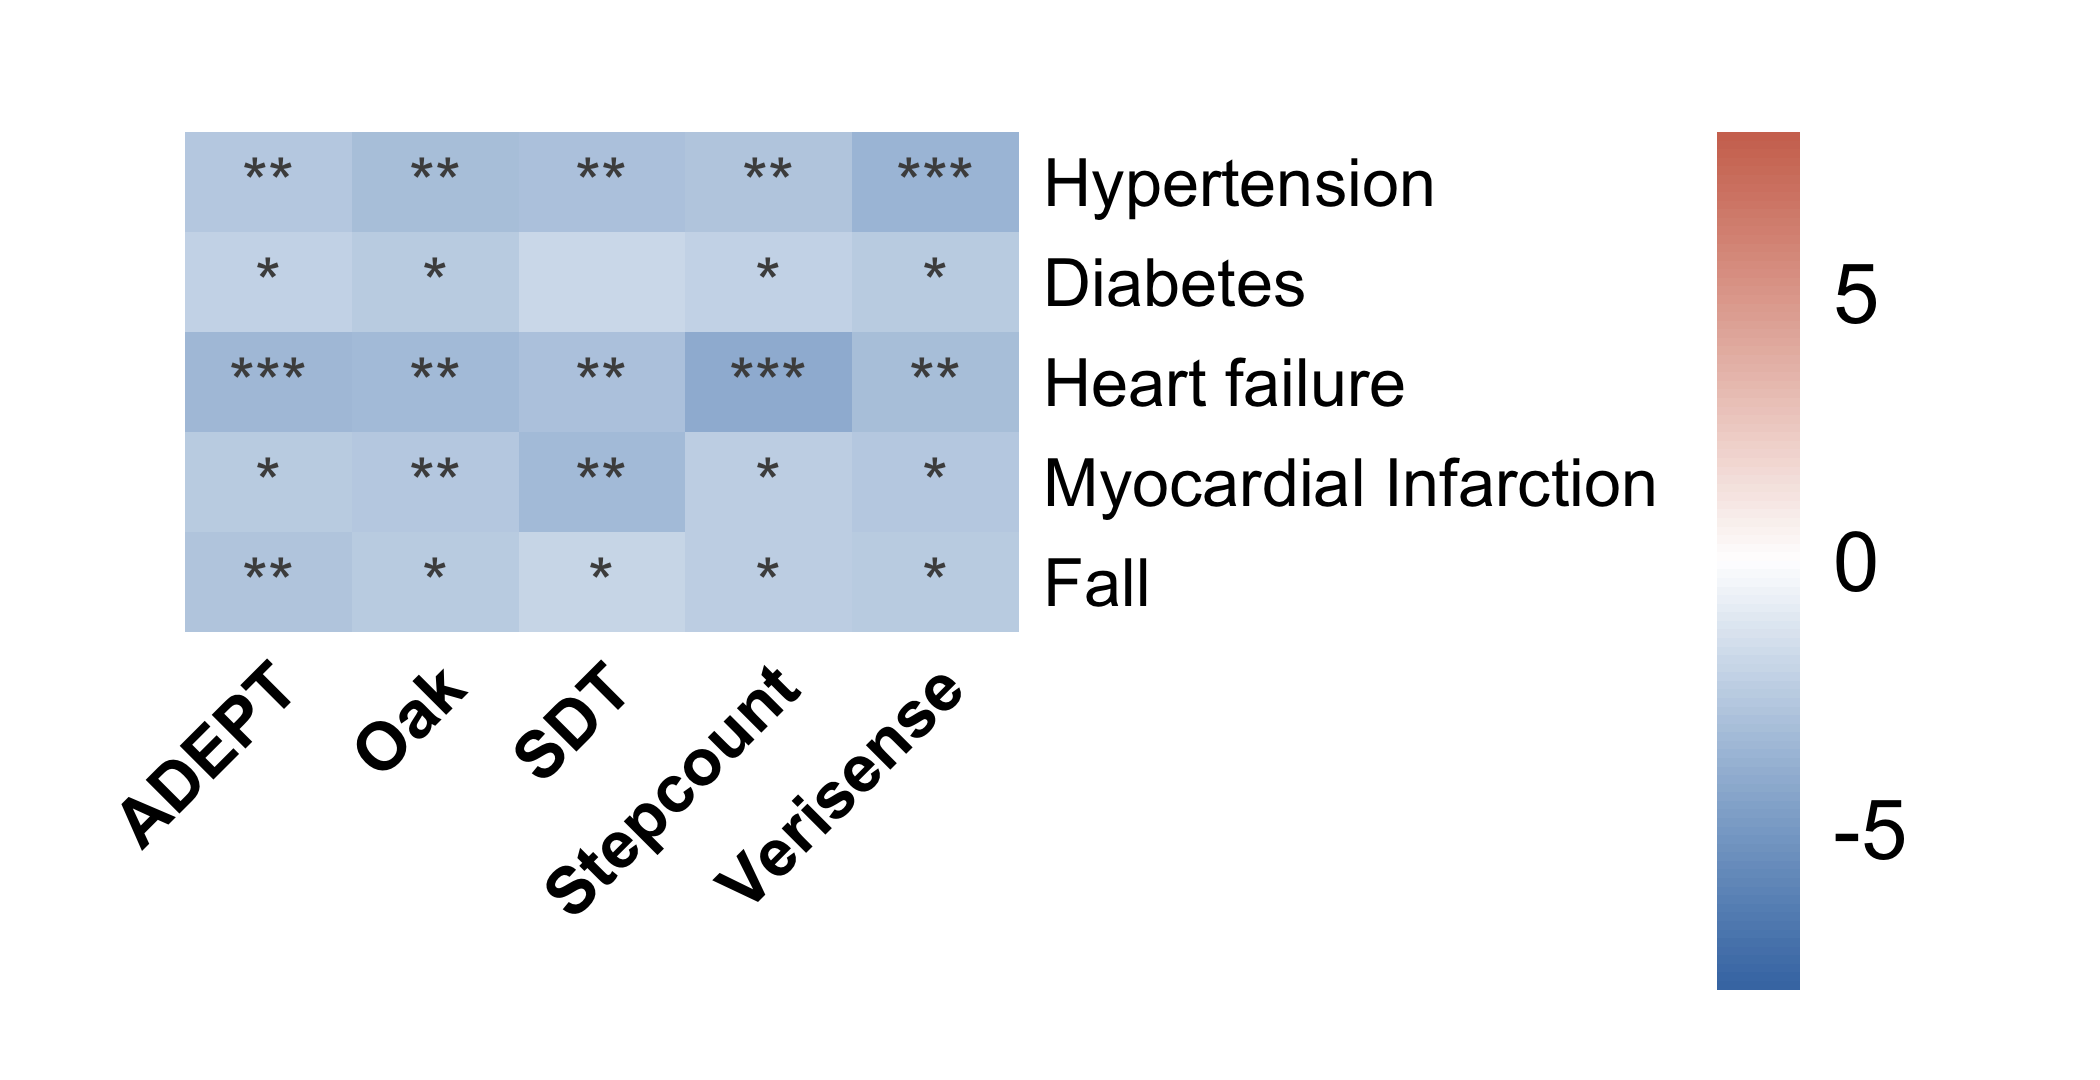 ** ** ** ** *** Hypertension
* * * * Diabetes
*** ** ** *** ** Heart failure
* ** ** * * Myocardial Infarction
** * * * * Fall
ADEPT
Oak
SDT
Stepcount
Verisense
5
0
-5